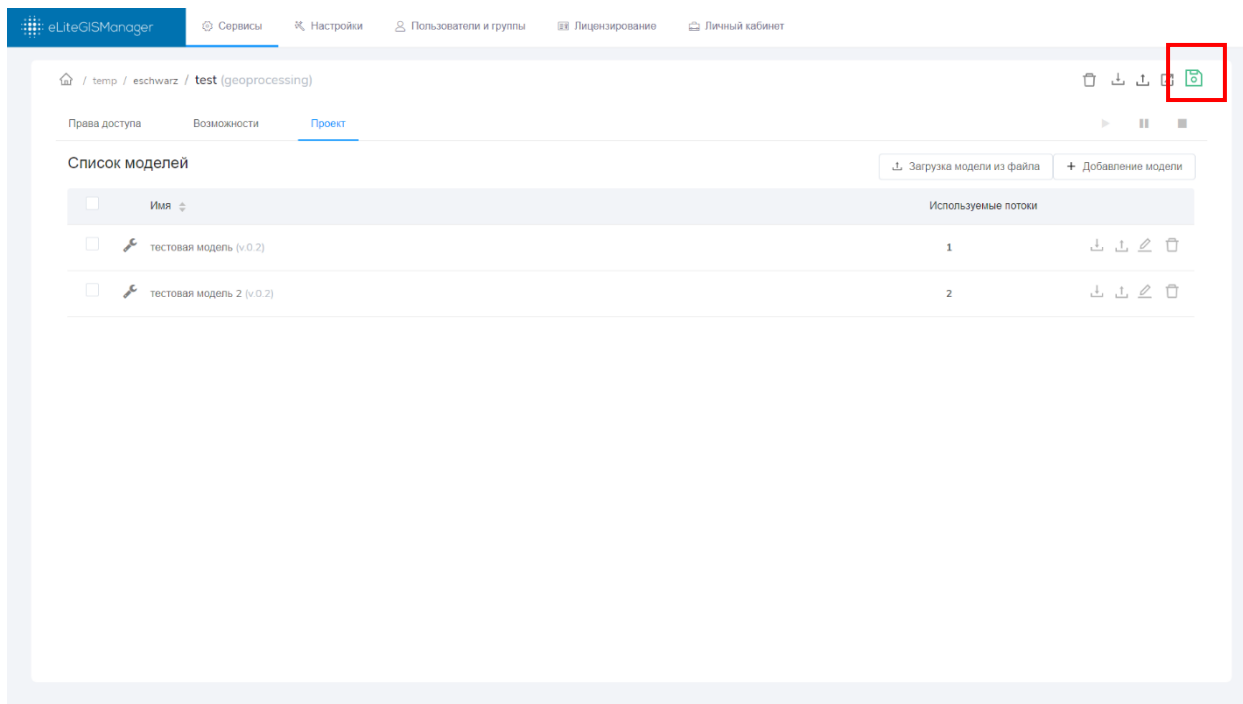 eLiteGISManager Сервисы Настройки Пользователи и группы Лицензирование Личный кабинет
/ temp / eschwarz / test (geoprocessing)
Права доступа Возможности Проект
Список моделей Загрузка модели из файла + Добавление модели
Имя Используемые потоки
тестовая модель (v.0.2) 1
тестовая модель 2 (v.0.2) 2